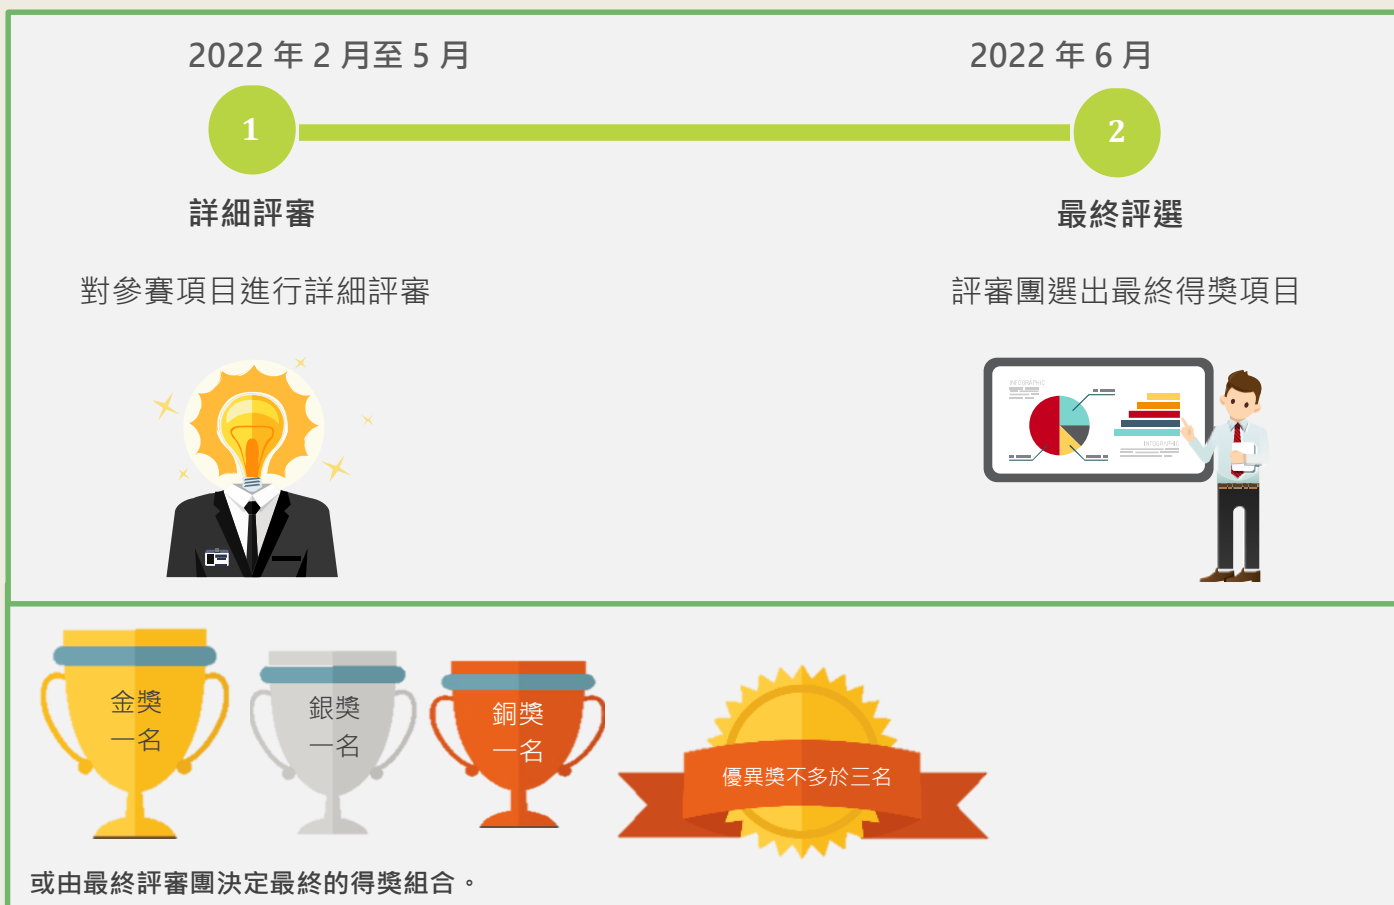 2022 年 2 月至 5 月
2022 年 6 月
1
2
詳細評審
最終評選
對參賽項目進行詳細評審
評審團選出最終得獎項目
INFOGRAPHIC
INFOGRAPHIC
金獎
一名
銀獎
一名
銅獎
一名
優異獎不多於三名
或由最終評審團決定最終的得獎組合。